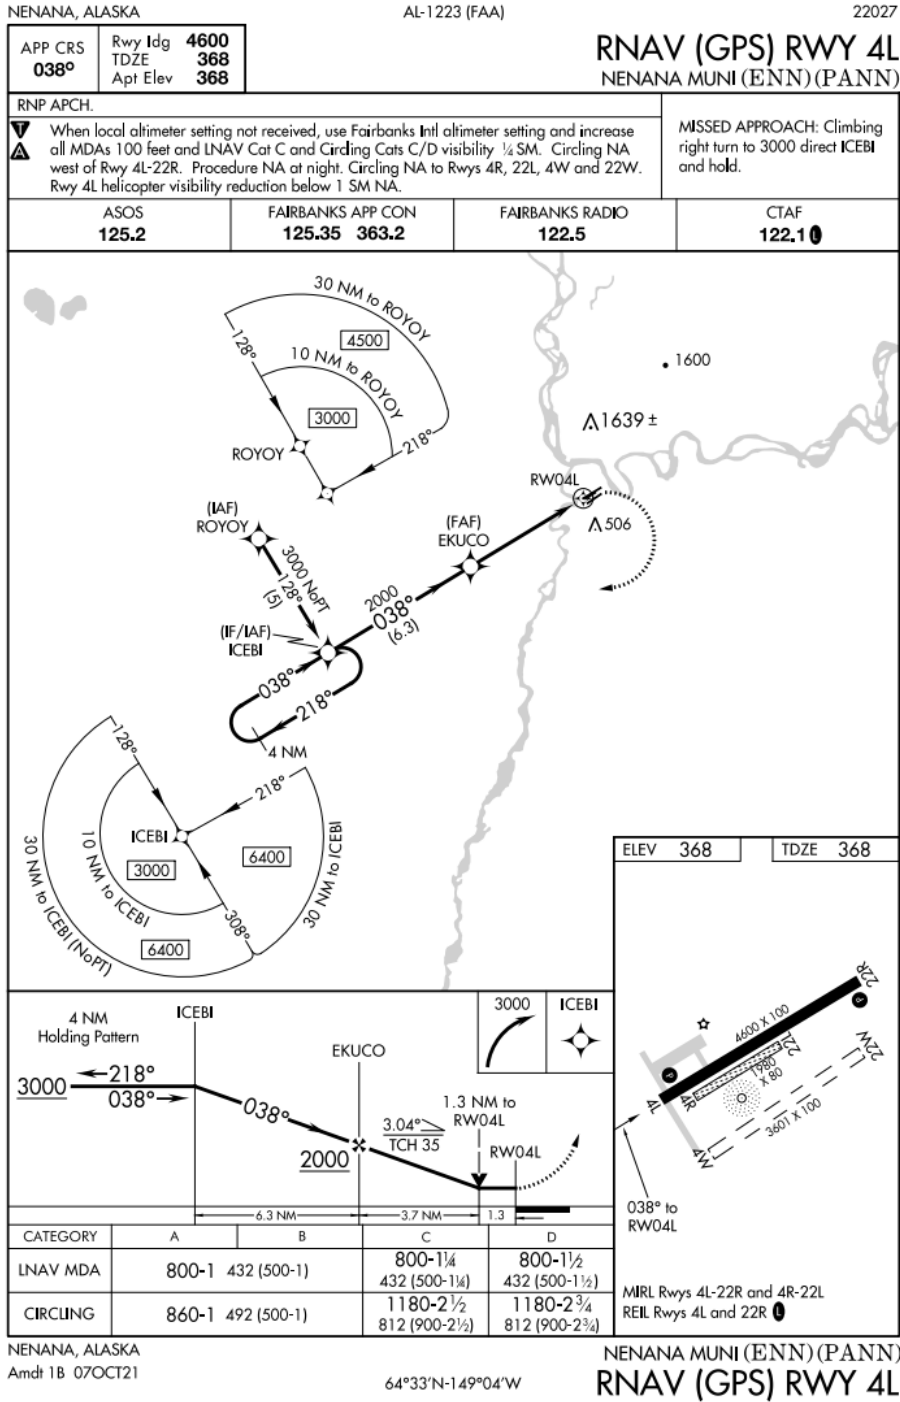 NENANA, ALASKA
AL-1223 (FAA)
22027
APP CRS
038°
Rwy ldg 4600
TDZE 368
Apt Elev 368
RNAV (GPS) RWY 4L
NENANA MUNI (ENN)(PANN)
RNP APCH.
T
A
When local altimeter setting not received, use Fairbanks Intl altimeter setting and increase
all MDAs 100 feet and LNAV Cat C and Circling Cats C/D visibility ¼ SM. Circling NA
west of Rwy 4L-22R. Procedure NA at night. Circling NA to Rwys 4R, 22L, 4W and 22W.
Rwy 4L helicopter visibility reduction below 1 SM NA.
MISSED APPROACH: Climbing
right turn to 3000 direct ICEBI
and hold.
ASOS
125.2
FAIRBANKS APP CON
125.35 363.2
FAIRBANKS RADIO
122.5
CTAF
122.1 L
30 NM to ROYOY
4500
128°
10 NM to ROYOY
3000
218°
ROYOY
1600
1639 ±
RW04L
506
(IAF)
ROYOY
3000 NoPT
128°
(5)
(FAF)
EKUCO
2000
038°
(6.3)
(IF/IAF)
ICEBI
038°
218°
4 NM
128°
218°
ICEBI
3000
6400
10 NM to ICEBI
30 NM to ICEBI
308°
6400
30 NM to ICEBI (NoPT)
ELEV 368
TDZE 368
22R
P
4600 X 100
22L
22W
1980
X 80
P
4L
4R
3601 X 100
4W
038° to
RW04L
MIRL Rwys 4L-22R and 4R-22L
REIL Rwys 4L and 22R L
4 NM
Holding Pattern
ICEBI
3000
ICEBI
EKUCO
3000
218°
038°
038°
2000
3.04°
TCH 35
1.3 NM to
RW04L
RW04L
6.3 NM
3.7 NM
1.3
CATEGORY A B C D
LNAV MDA 800-1 432 (500-1) 800-1¼ 800-1½
432 (500-1¼) 432 (500-1½)
CIRCLING 860-1 492 (500-1) 1180-2½ 1180-2¾
812 (900-2½) 812 (900-2¾)
NENANA, ALASKA
Amdt 1B 07OCT21
64°33'N-149°04'W
NENANA MUNI (ENN)(PANN)
RNAV (GPS) RWY 4L